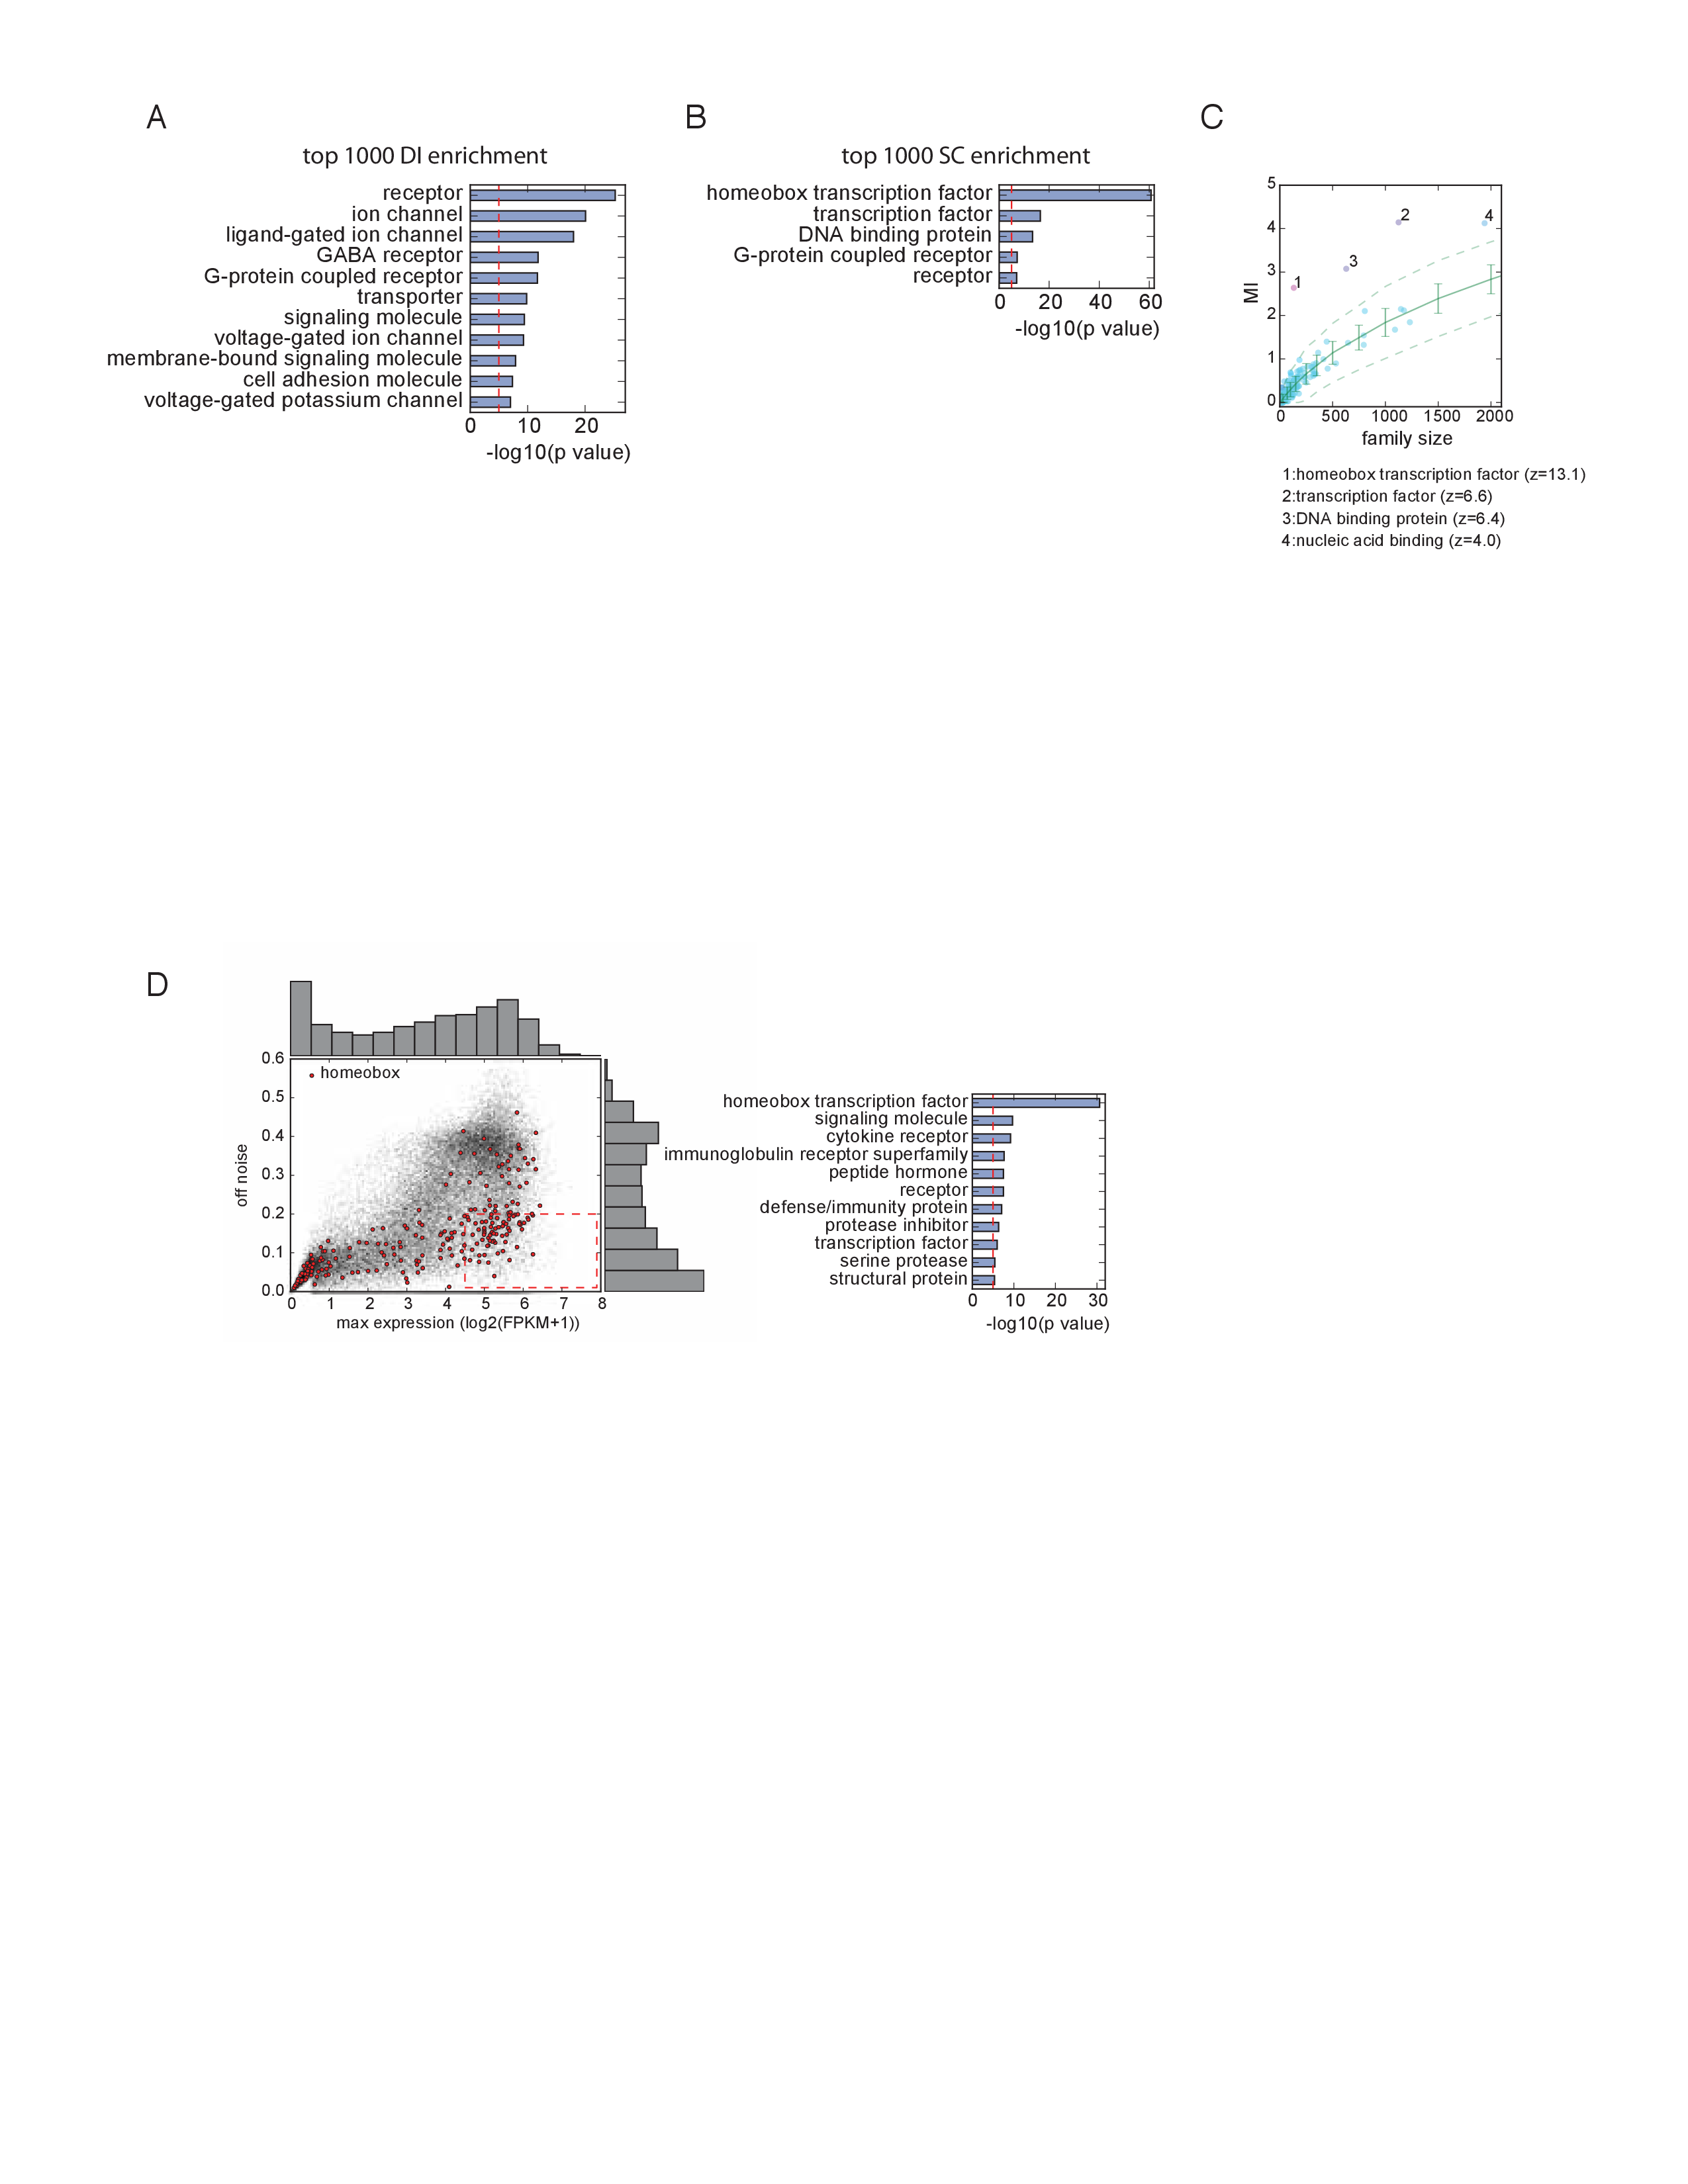 A
top 1000 DI enrichment
receptor
ion channel
ligand-gated ion channel
GABA receptor
G-protein coupled receptor
transporter
signaling molecule
voltage-gated ion channel
membrane-bound signaling molecule
cell adhesion molecule
voltage-gated potassium channel
0 10 20
-log10(p value)
B
top 1000 SC enrichment
homeobox transcription factor
transcription factor
DNA binding protein
G-protein coupled receptor
receptor
0 20 40 60
-log10(p value)
C
5
4
3
2
1
0
MI
1
2
3
4
0 500 1000 1500 2000
family size
1:homeobox transcription factor (z=13.1)
2:transcription factor (z=6.6)
3:DNA binding protein (z=6.4)
4:nucleic acid binding (z=4.0)
D
0.6
0.5
0.4
0.3
0.2
0.1
0.0
off noise
homeobox
0 1 2 3 4 5 6 7 8
max expression (log2(FPKM+1))
homeobox transcription factor
signaling molecule
cytokine receptor
immunoglobulin receptor superfamily
peptide hormone
receptor
defense/immunity protein
protease inhibitor
transcription factor
serine protease
structural protein
0 10 20 30
-log10(p value)